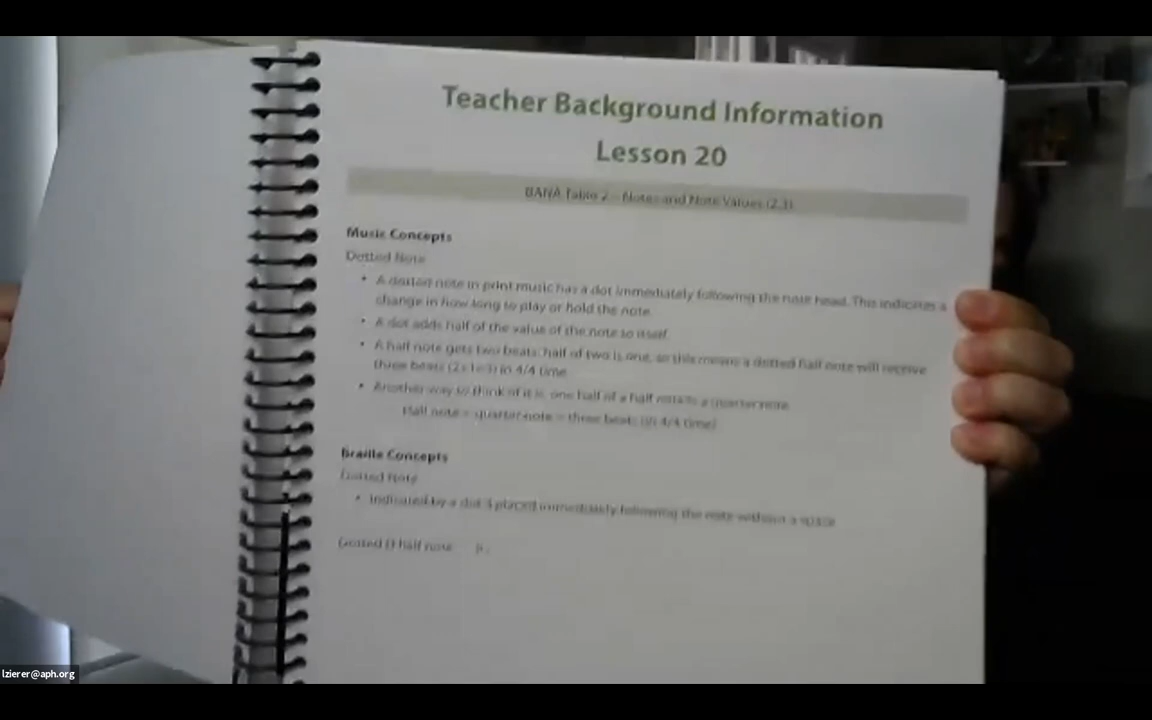 Teacher Background Information
Lesson 20
BANA Table 2 – Notes and Note Values (2.3)
Music Concepts
Dotted Note
• A dotted note in print music has a dot immediately following the note head. This indicates a
change in how long to play or hold the note.
• A dot adds half of the value of the note to itself.
• A half note gets two beats; half of two is one, so this means a dotted half note will receive
three beats (2+1=3) in 4/4 time.
• Another way to think of it is, one half of a half note is a quarter note.
Half note + quarter note = three beats (in 4/4 time)
Braille Concepts
Dotted Note
• Indicated by a dot 3 placed immediately following the note without a space
Dotted D half note
lzierer@aph.org